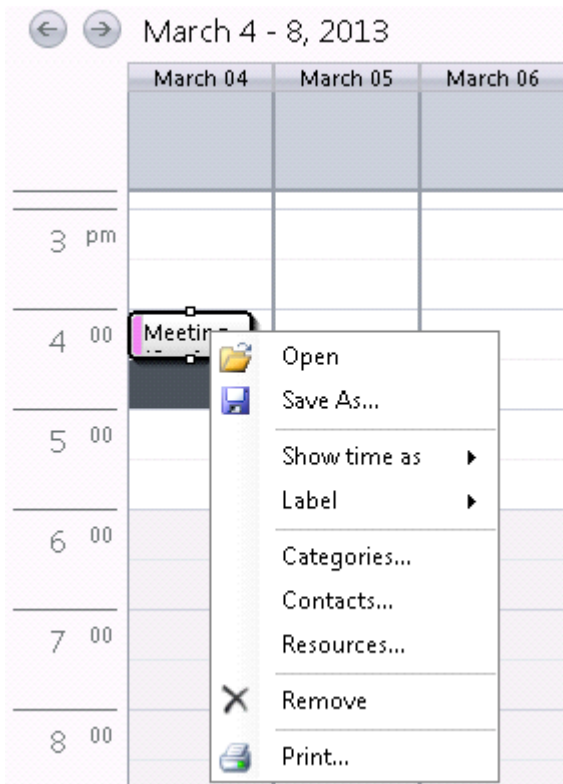 March 4 - 8, 2013
March 04 March 05 March 06
3 pm
4 00
Meeting
Open
Save As...
5 00
Show time as
Label
6 00
Categories...
Contacts...
7 00
Resources...
Remove
8 00
Print...